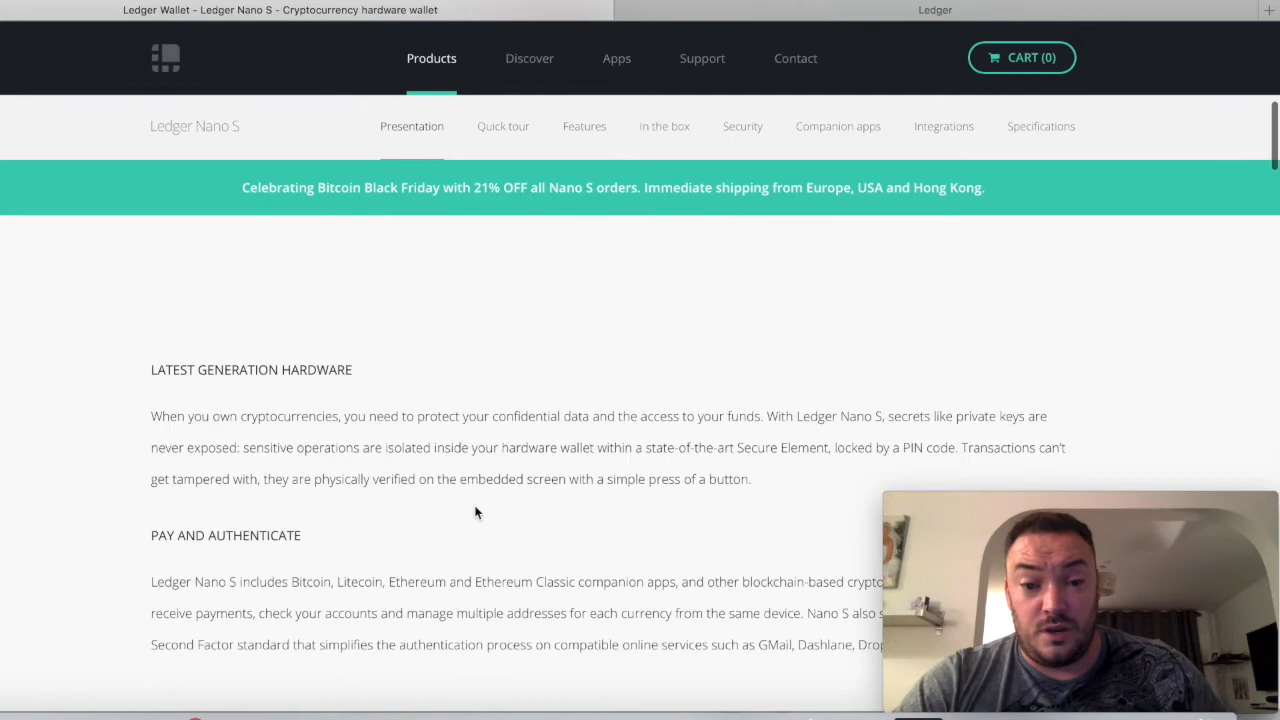 Ledger Wallet - Ledger Nano S - Cryptocurrency hardware wallet
Ledger
Products
Discover
Apps
Support
Contact
CART (0)
Ledger Nano S
Presentation
Quick tour
Features
In the box
Security
Companion apps
Integrations
Specifications
Celebrating Bitcoin Black Friday with 21% OFF all Nano S orders. Immediate shipping from Europe, USA and Hong Kong.
LATEST GENERATION HARDWARE
When you own cryptocurrencies, you need to protect your confidential data and the access to your funds. With Ledger Nano S, secrets like private keys are
never exposed: sensitive operations are isolated inside your hardware wallet within a state-of-the-art Secure Element, locked by a PIN code. Transactions can't
get tampered with, they are physically verified on the embedded screen with a simple press of a button.
PAY AND AUTHENTICATE
Ledger Nano S includes Bitcoin, Litecoin, Ethereum and Ethereum Classic companion apps, and other blockchain-based
receive payments, check your accounts and manage multiple addresses for each currency from the same device. Nano S also
Second Factor standard that simplifies the authentication process on compatible online services such as GMail, Dashlane,